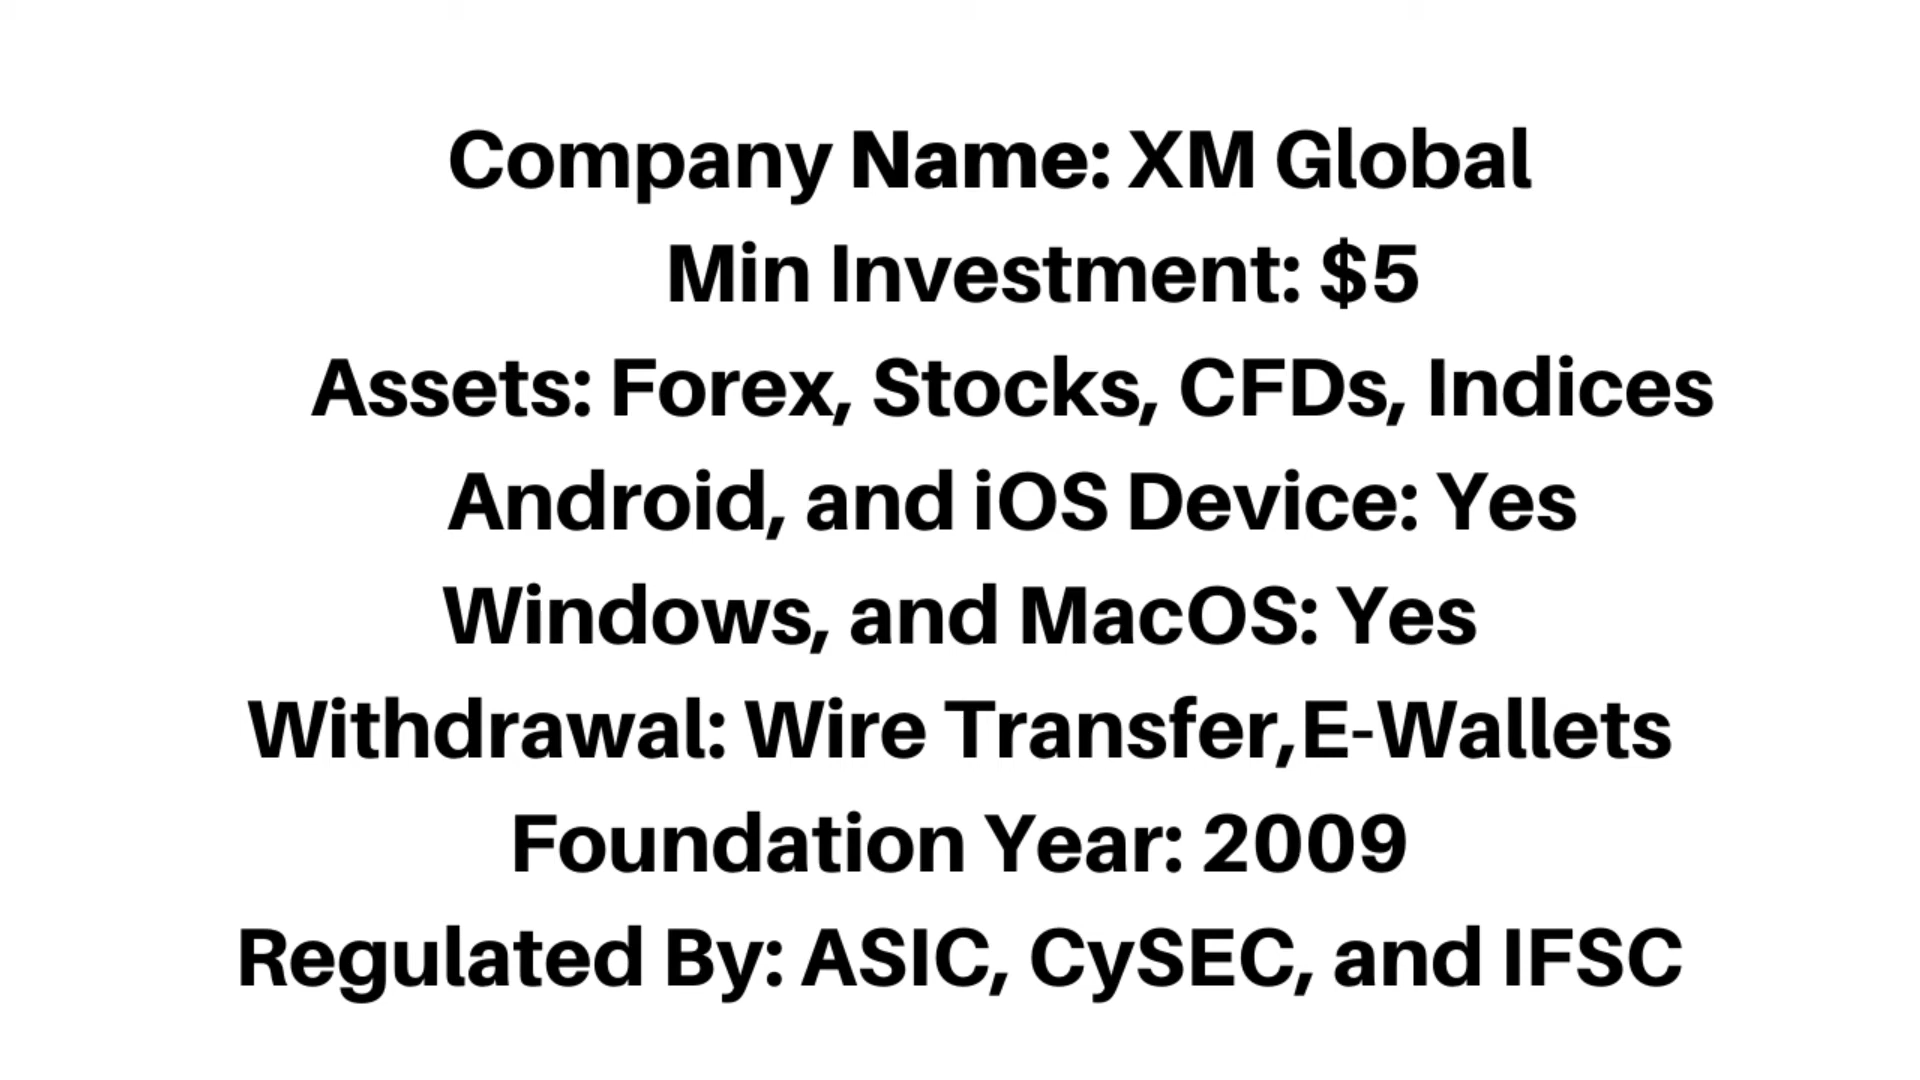 Company Name: XM Global
Min Investment: $5
Assets: Forex, Stocks, CFDs, Indices
Android, and iOS Device: Yes
Windows, and MacOS: Yes
Withdrawal: Wire Transfer,E-Wallets
Foundation Year: 2009
Regulated By: ASIC, CySEC, and IFSC